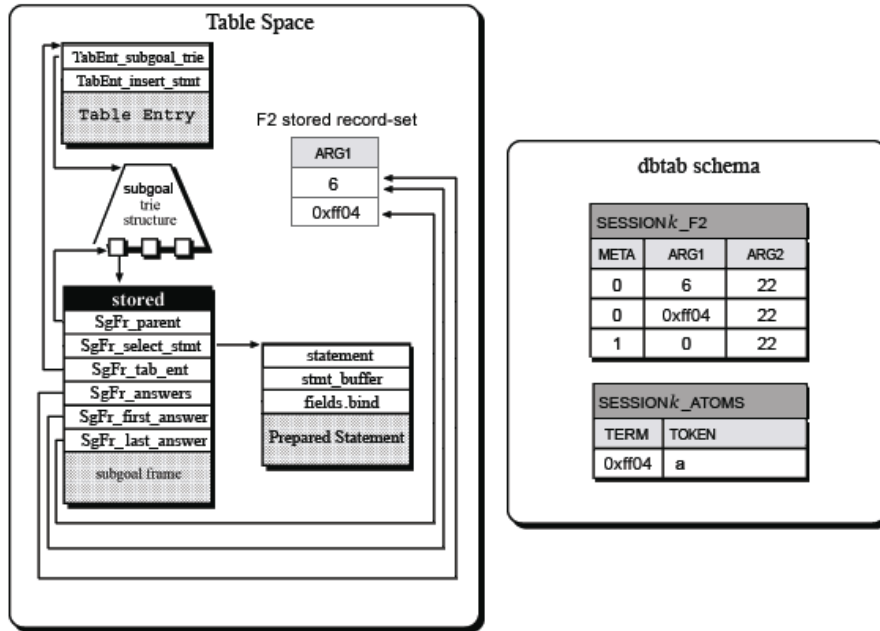 Table Space
TabEnt_subgoal_trie
TabEnt_insert_stmt
Table Entry
subgoal
trie
structure
stored
SgFr_parent
SgFr_select_stmt
SgFr_tab_ent
SgFr_answers
SgFr_first_answer
SgFr_last_answer
subgoal frame
F2 stored record-set
ARG1
6
0xff04
statement
stmt_buffer
fields.bind
Prepared Statement
dbtab schema
SESSIONk_F2
META ARG1 ARG2
0 6 22
0 0xff04 22
1 0 22
SESSIONk_ATOMS
TERM TOKEN
0xff04 a